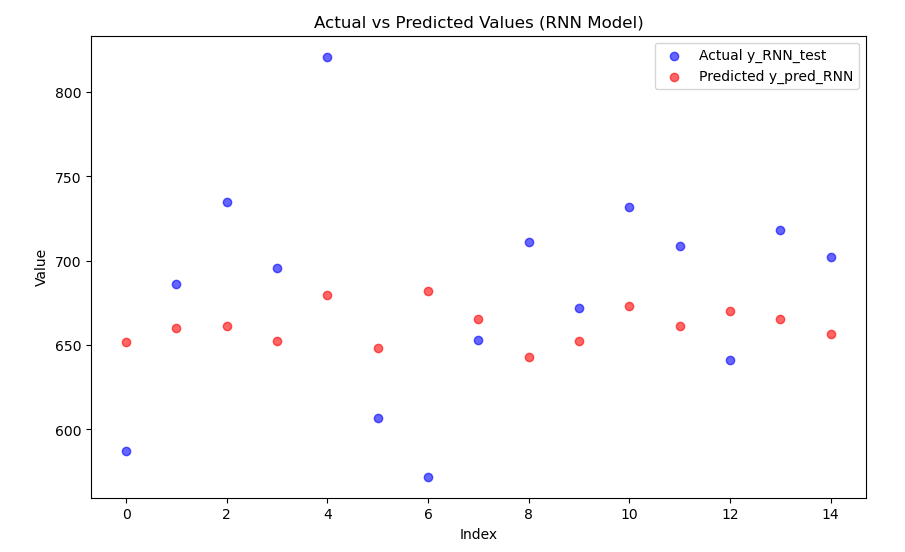 Actual vs Predicted Values (RNN Model)
Actual y_RNN_test
Predicted y_pred_RNN
800
750
700
650
600
Value
0 2 4 6 8 10 12 14
Index